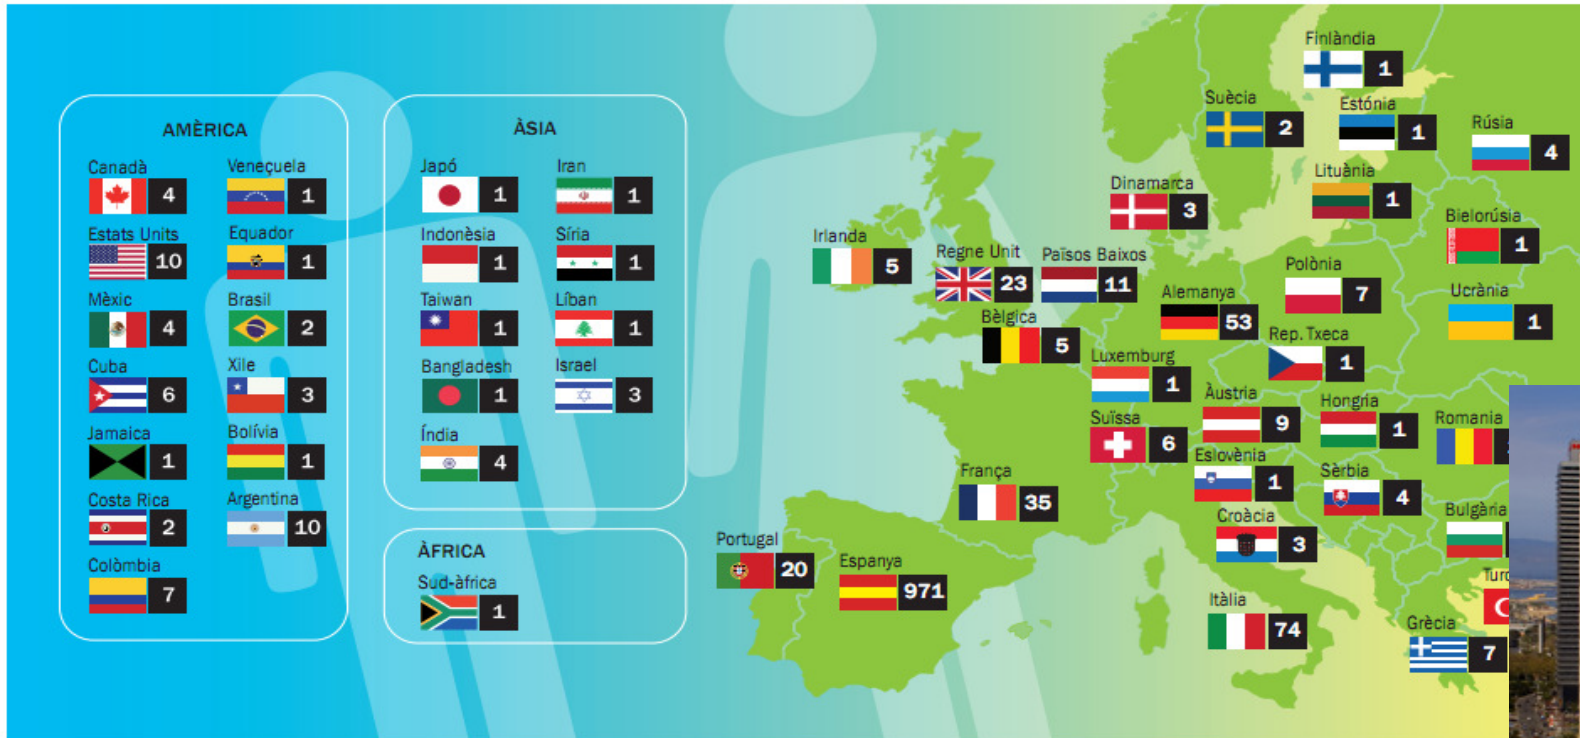 AMÈRICA
Canadà
4
Estats Units
10
Mèxic
4
Cuba
6
Jamaica
1
Costa Rica
2
Colòmbia
7
Veneçuela
1
Equador
1
Brasil
2
Xile
3
Bolívia
1
Argentina
10
ÀSIA
Japó
1
Indonèsia
1
Taiwan
1
Bangladesh
1
Índia
4
Iran
1
Síria
1
Líban
1
Israel
3
ÀFRICA
Sud-àfrica
1
Finlàndia
1
Suècia
2
Estónia
1
Rúsia
4
Lituània
1
Dinamarca
3
Bielorúsia
1
Irlanda
5
Regne Unit
23
Països Baixos
11
Polònia
7
Alemanya
53
Ucrània
1
Bèlgica
5
Rep. Txeca
1
Luxemburg
1
Àustria
9
Hongria
1
Romania
Suïssa
6
Eslovènia
1
Sèrbia
4
França
35
Croàcia
3
Bulgària
Portugal
20
Espanya
971
Itàlia
74
Grècia
7